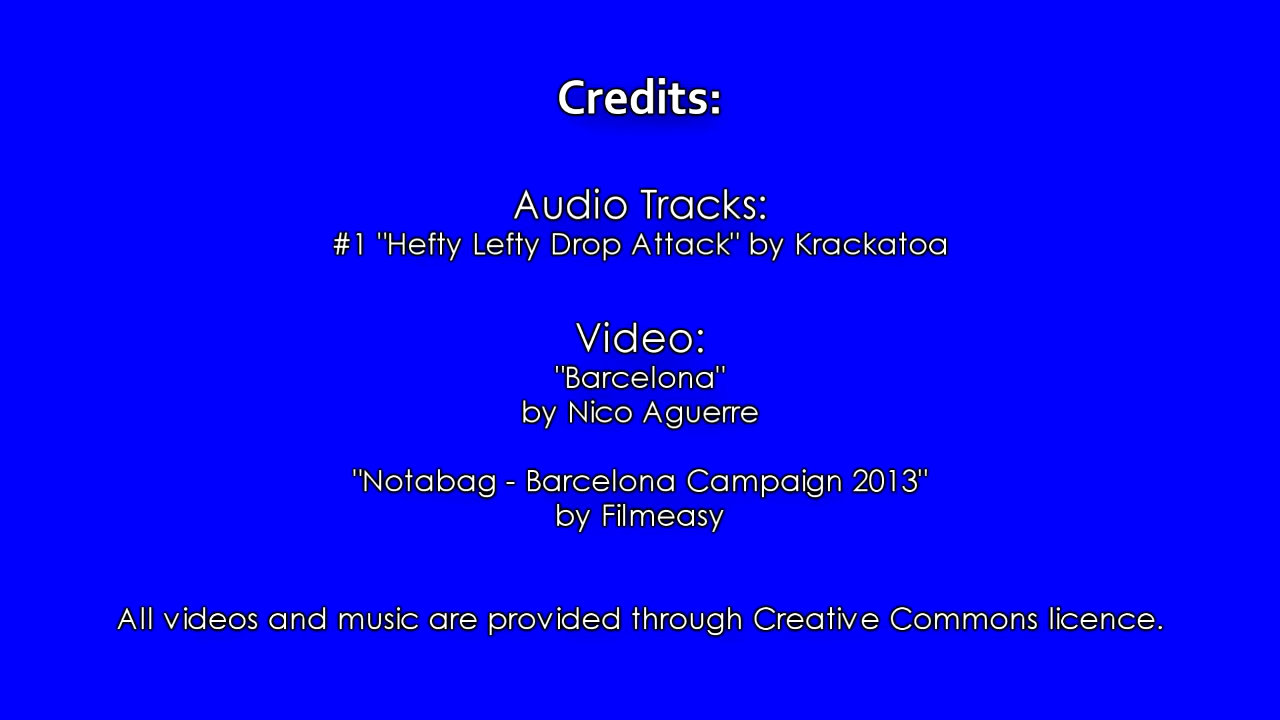 Credits:
Audio Tracks:
#1 "Hefty Lefty Drop Attack" by Krackatoa
Video:
"Barcelona"
by Nico Aguerre
"Notabag - Barcelona Campaign 2013"
by Filmeasy
All videos and music are provided through Creative Commons licence.